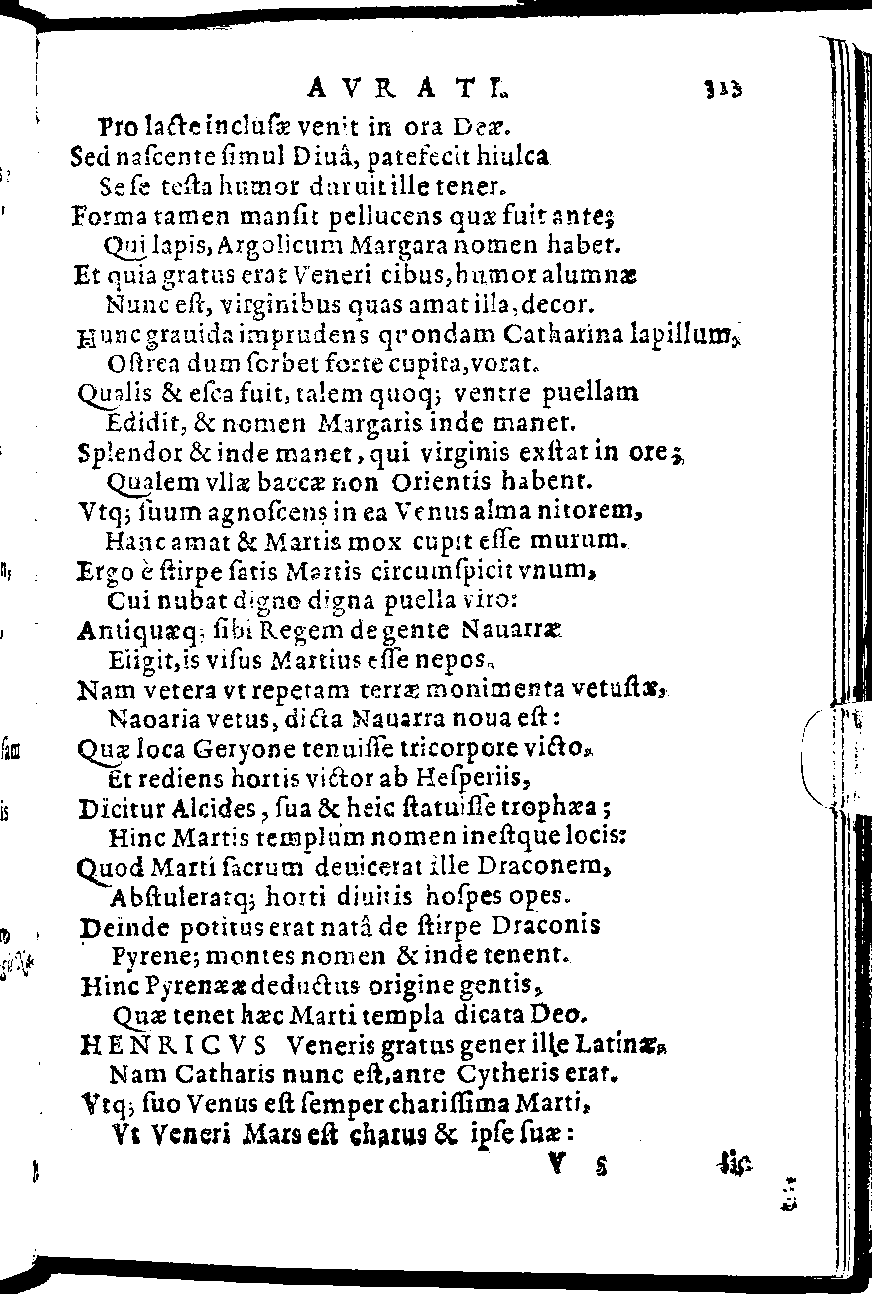 AVRATI. 313
Pro lacte inclusæ venit in ora Deæ.
Sed nascente simul Diuâ, patefecit hiulca
Sese testa humor duruit ille tener.
Forma tamen mansit pellucens quæ fuit ante;
Qui lapis, Argolicum Margara nomen habet.
Et quia gratus erat Veneri cibus, humor alumnæ
Nunc est, virginibus quas amat illa, decor.
Hunc grauida imprudens quondam Catharina lapillum,
Ostrea dum sorbet forte cupita, vorat.
Qualis & esca fuit, talem quoq; ventre puellam
Edidit, & nomen Margaris inde manet.
Splendor & inde manet, qui virginis exstat in ore;
Qualem vllæ baccæ non Orientis habent.
Vtq; suum agnoscens in ea Venus alma nitorem,
Hanc amat & Martis mox cupit esse murum.
Ergo è stirpe satis Martis circumspicit vnum,
Cui nubat digno digna puella viro:
Antiquæq; sibi Regem de gente Nauarræ
Eligit, is visus Martius esse nepos.
Nam vetera vt repetam terræ monimenta vetustæ,
Naoaria vetus, dicta Nauarra noua est:
Quæ loca Geryone tenuisse tricorpore victo,
Et rediens hortis victor ab Hesperiis,
Dicitur Alcides, sua & heic statuisse trophæa;
Hinc Martis templum nomen inestque locis:
Quod Marti sacrum deuicerat ille Draconem,
Abstuleratq; horti diuitis hospes opes.
Deinde potitus erat natâ de stirpe Draconis
Pyrene; montes nomen & inde tenent.
Hinc Pyrenææ deductus origine gentis,
Quæ tenet hæc Marti templa dicata Deo.
HENRICVS Veneris gratus gener ille Latinæ,
Nam Catharis nunc est, ante Cytheris erat.
Vtq; suo Venus est semper charissima Marti,
Vt Veneri Mars est charus & ipse suæ:
V 5 sic